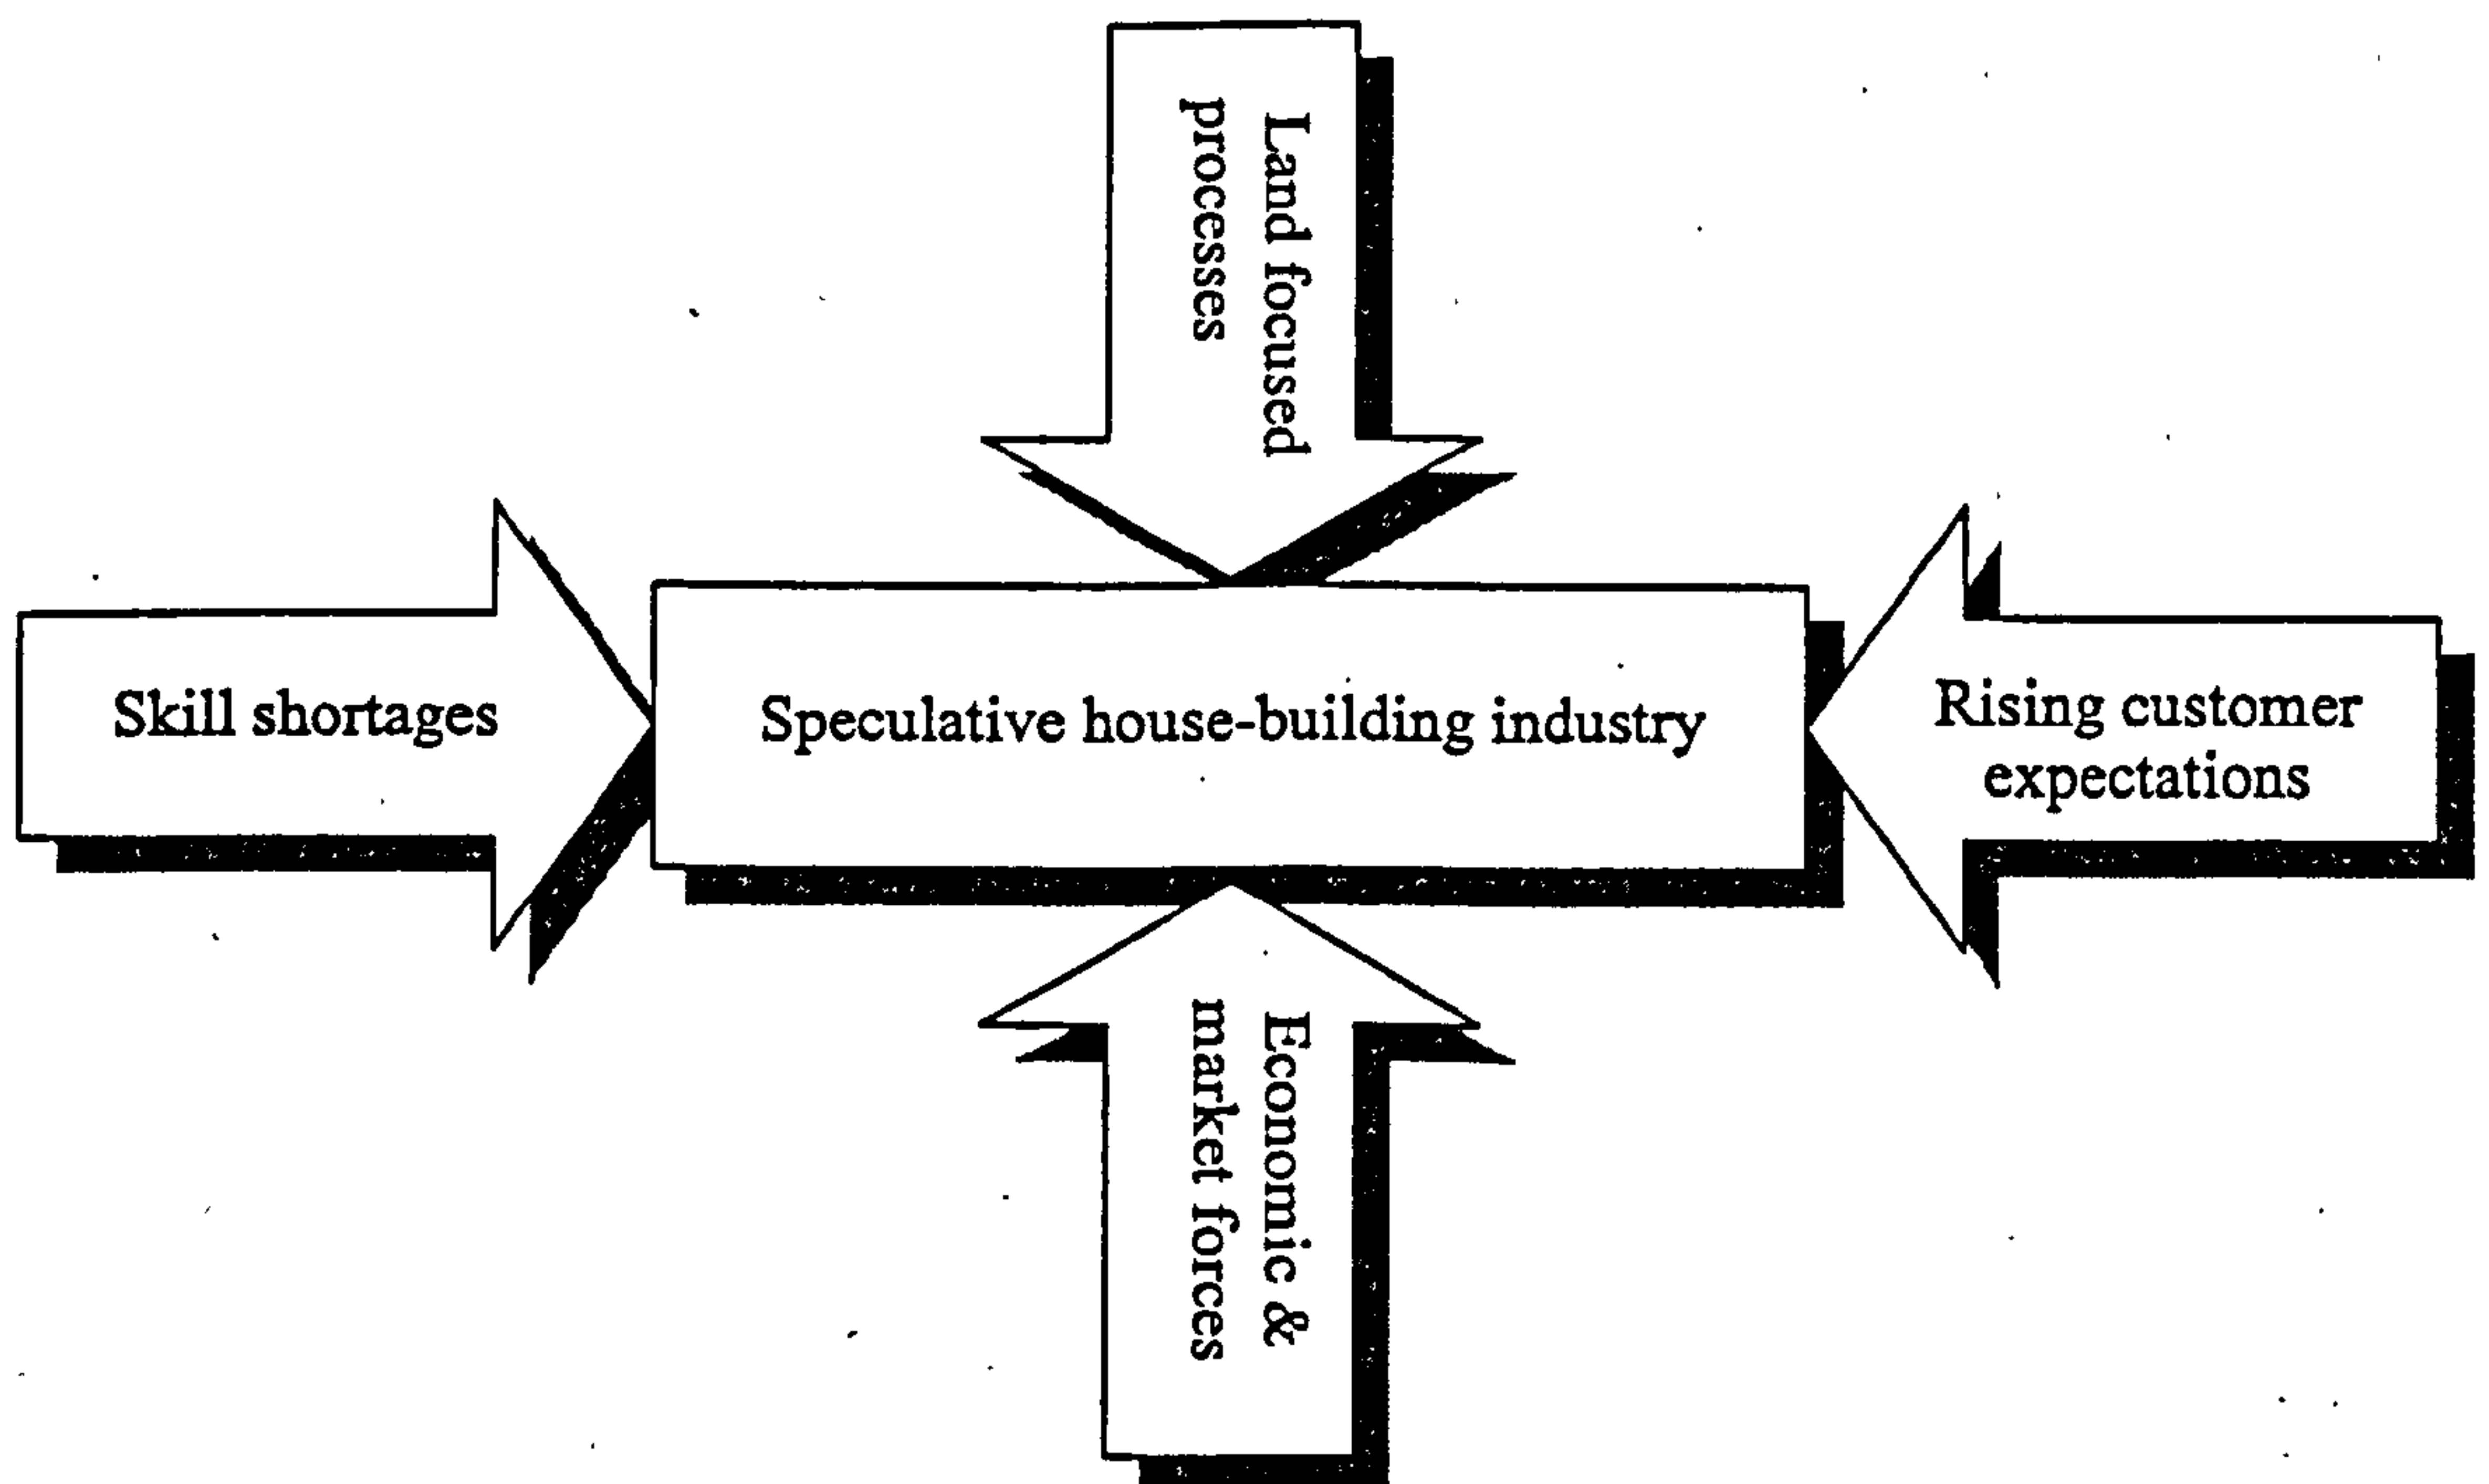 Land focused
processes
Skill shortages
Speculative house-building industry
Rising customer
expectations
Economic &
market forces